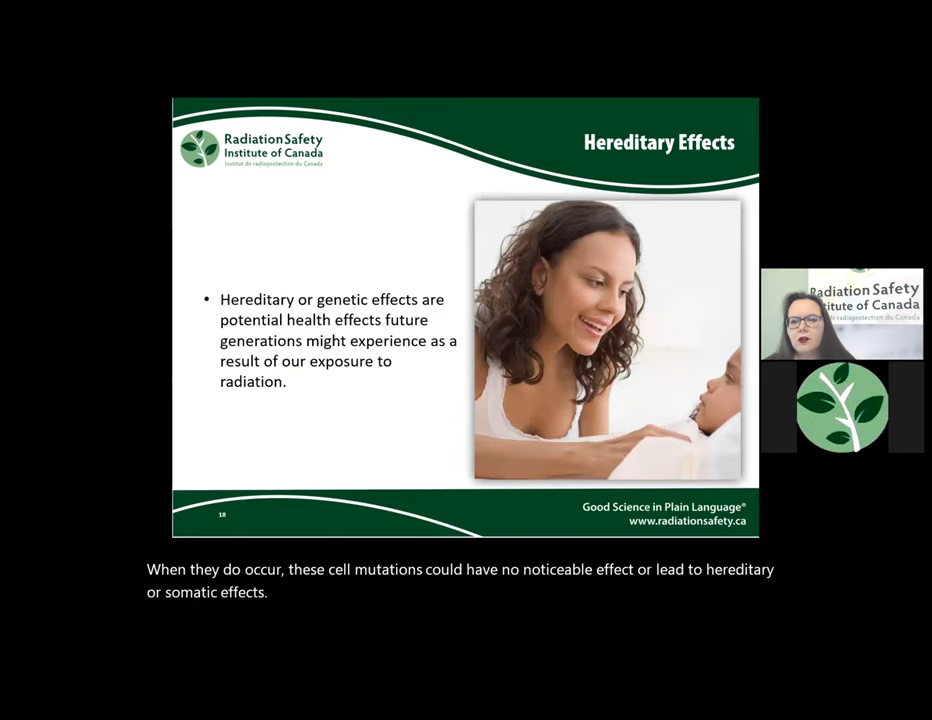 Radiation Safety
Institute of Canada
Institut de radioprotection du Canada
Hereditary Effects
• Hereditary or genetic effects are
potential health effects future
generations might experience as a
result of our exposure to
radiation.
Radiation Safety
titute of Canada
de radioprotection du Canada
18
Good Science in Plain Language®
www.radiationsafety.ca
When they do occur, these cell mutations could have no noticeable effect or lead to hereditary
or somatic effects.